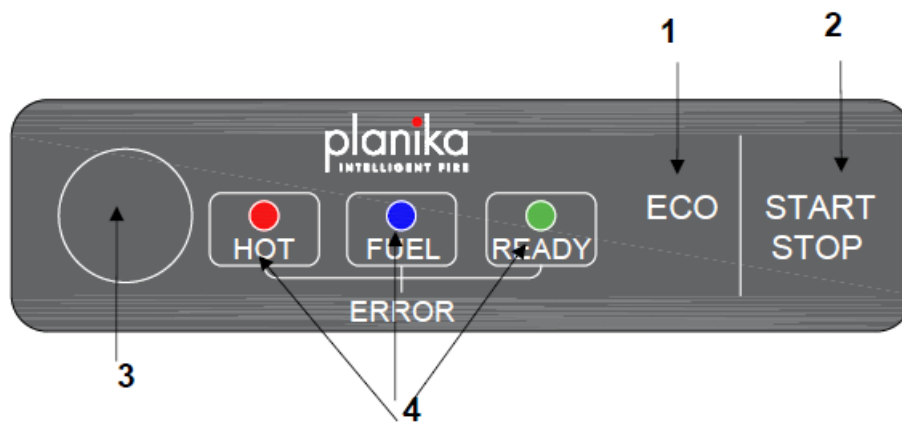 1
2
planika
INTELLIGENT FIRE
ECO
START
STOP
HOT
FUEL
READY
ERROR
3
4